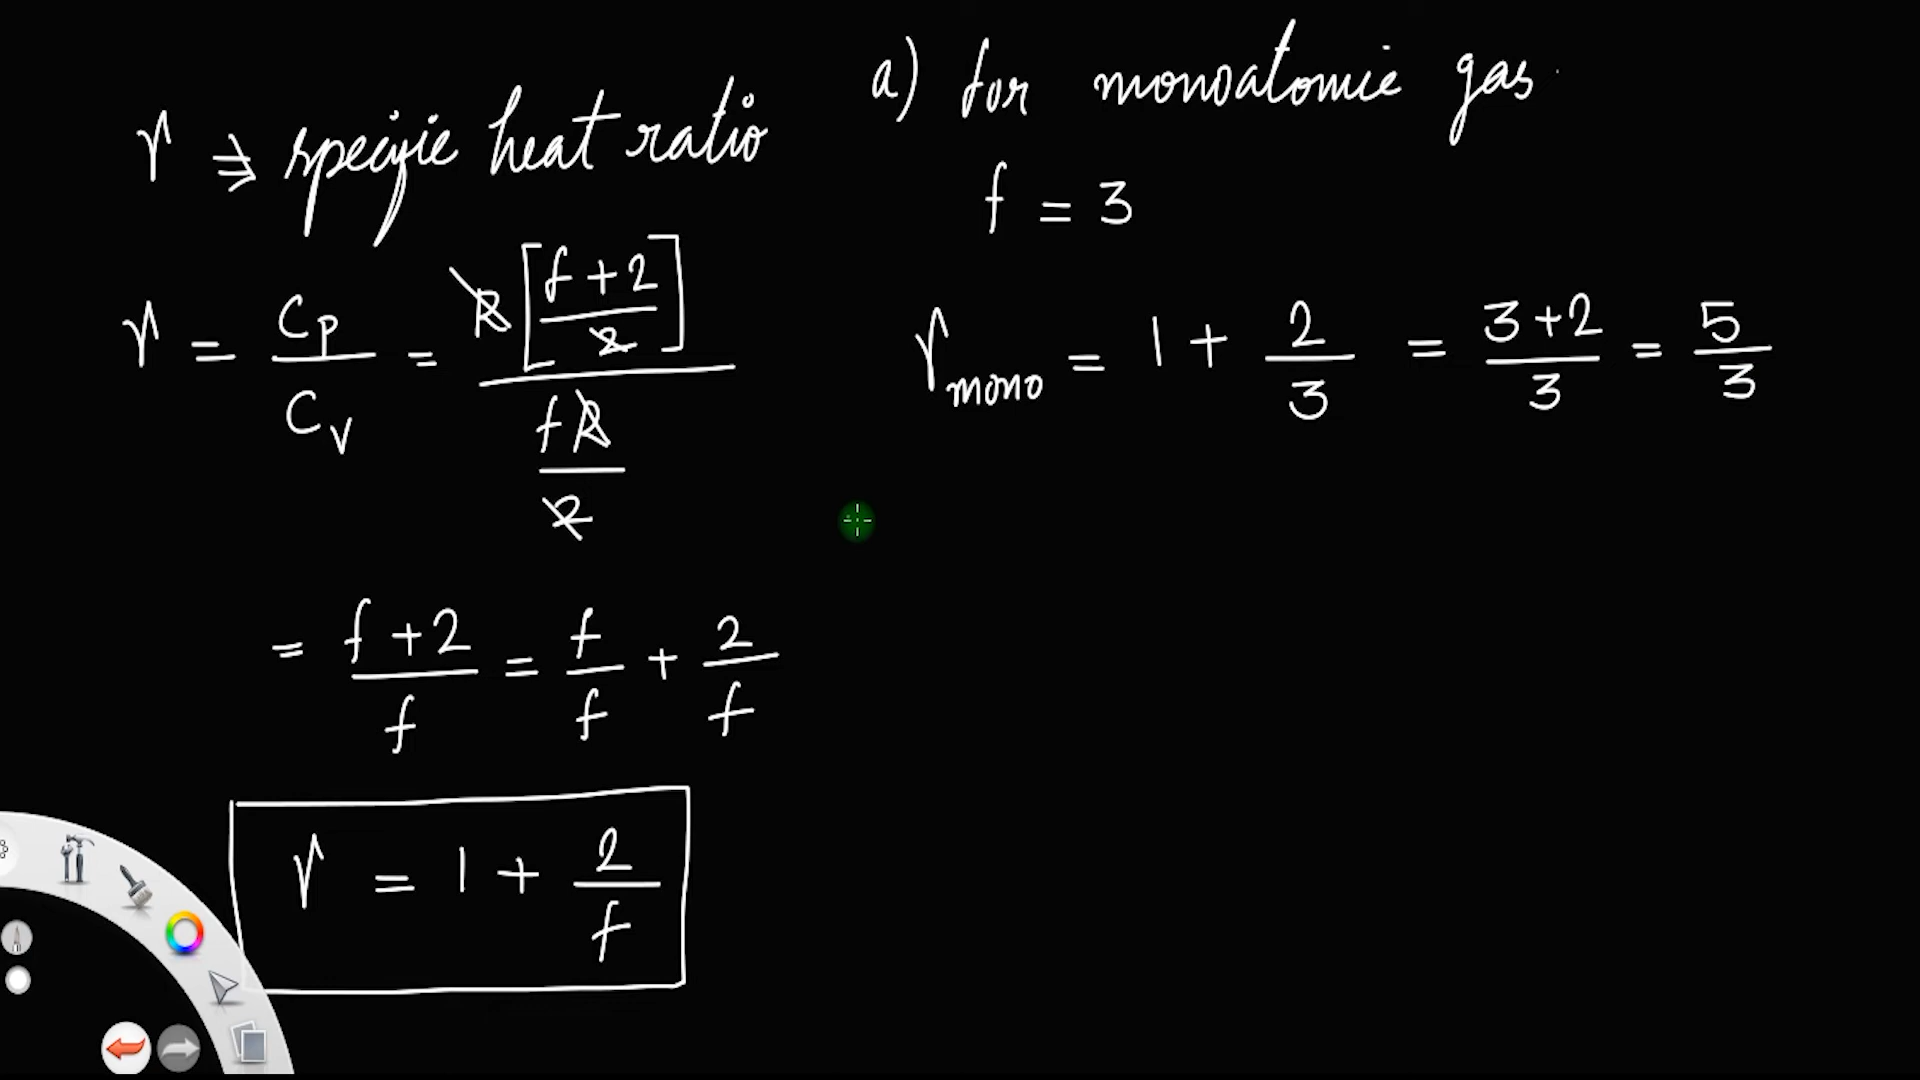 γ ⇒ specific heat ratio
γ = Cp / Cv = R [ f + 2 / 2 ] / fR / 2
= f + 2 / f = f / f + 2 / f
γ = 1 + 2 / f
a) for monoatomic gas
f = 3
γmono = 1 + 2 / 3 = 3 + 2 / 3 = 5 / 3